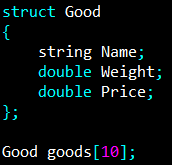 struct Good
{
    string Name;
    double Weight;
    double Price;
};

Good goods[10];